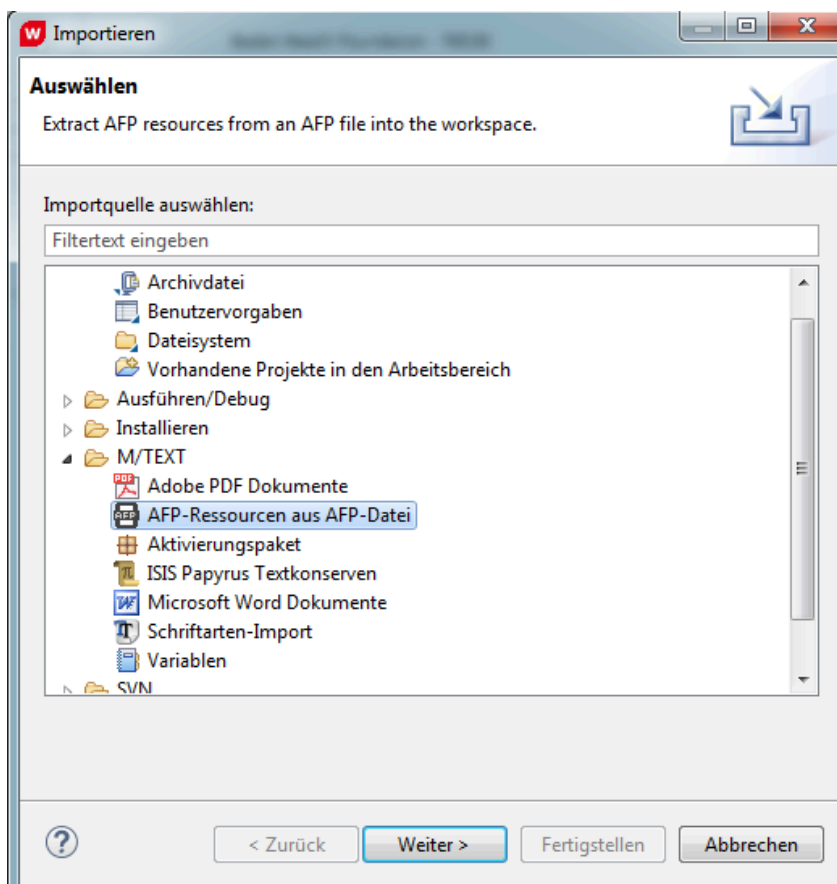 Importieren
Auswählen
Extract AFP resources from an AFP file into the workspace.
Importquelle auswählen:
Filtertext eingeben
Archivdatei
Benutzervorgaben
Dateisystem
Vorhandene Projekte in den Arbeitsbereich
Ausführen/Debug
Installieren
M/TEXT
Adobe PDF Dokumente
AFP-Ressourcen aus AFP-Datei
Aktivierungspaket
ISIS Papyrus Textkonserven
Microsoft Word Dokumente
Schriftarten-Import
Variablen
SVN
< Zurück Weiter > Fertigstellen Abbrechen